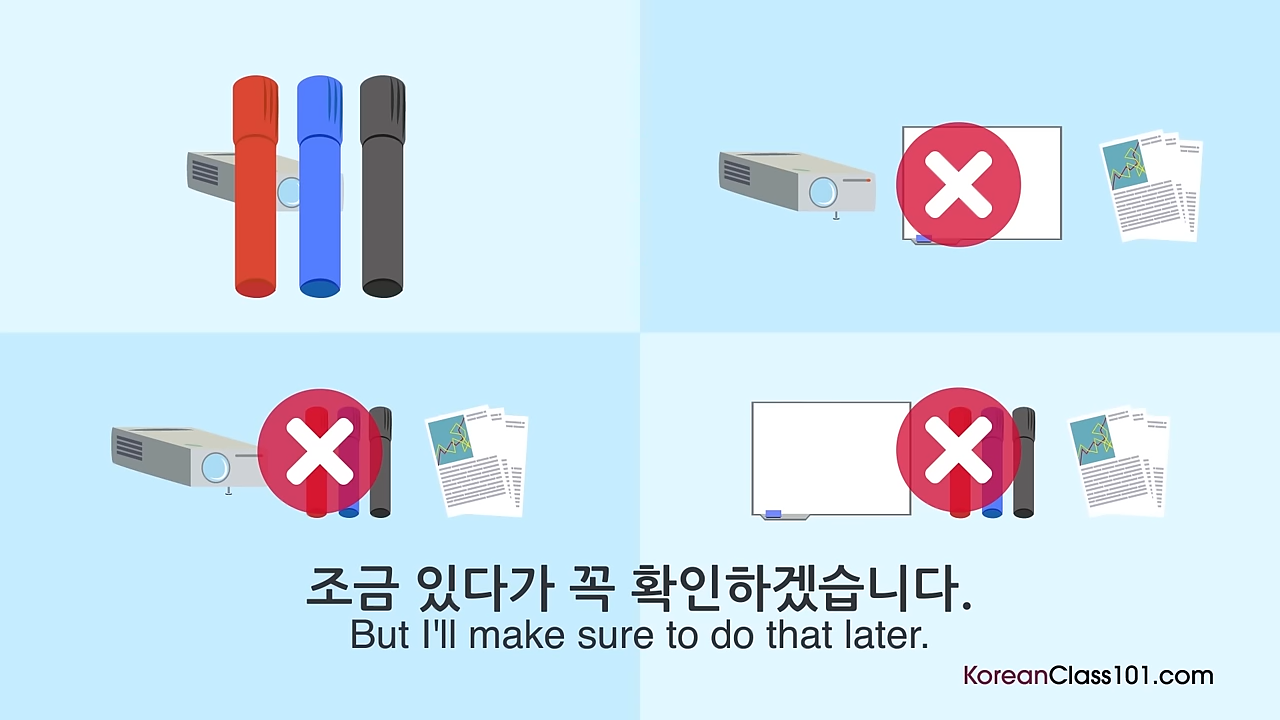 조금 있다가 꼭 확인하겠습니다.
But I'll make sure to do that later.
KoreanClass101.com